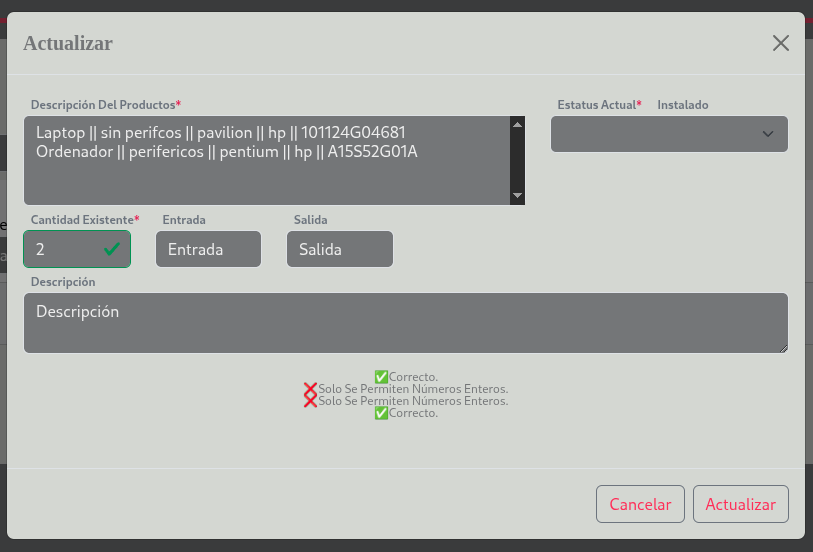 Actualizar
Descripción Del Productos*
Estatus Actual* Instalado
Laptop || sin perifcos || pavilion || hp || 101124G04681
Ordenador || perifericos || pentium || hp || A15S52G01A
Cantidad Existente* Entrada Salida
2 Entrada Salida
Descripción
Descripción
✅Correcto.
❌Solo Se Permiten Números Enteros.
❌Solo Se Permiten Números Enteros.
✅Correcto.
Cancelar Actualizar